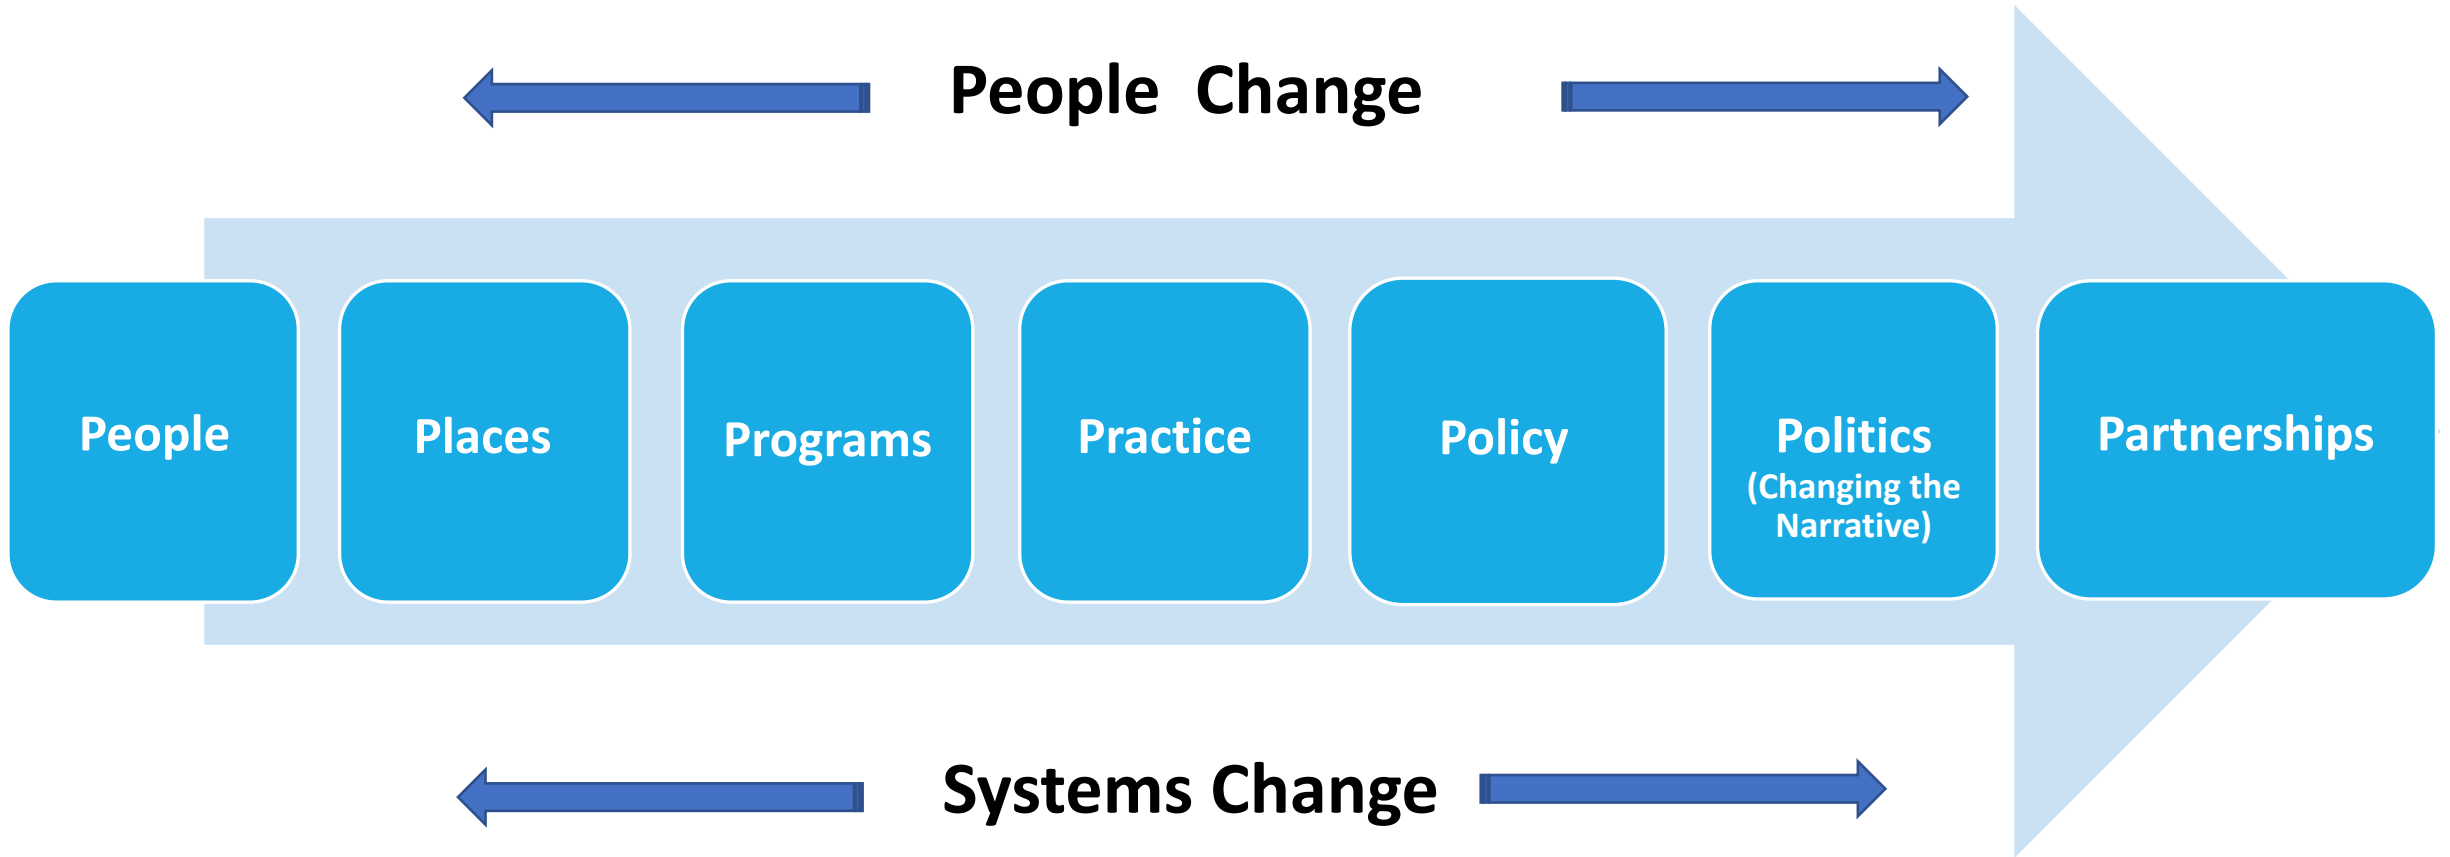 People  Change
People
Places
Programs
Practice
Policy
Politics
(Changing the
Narrative)
Partnerships
Systems Change